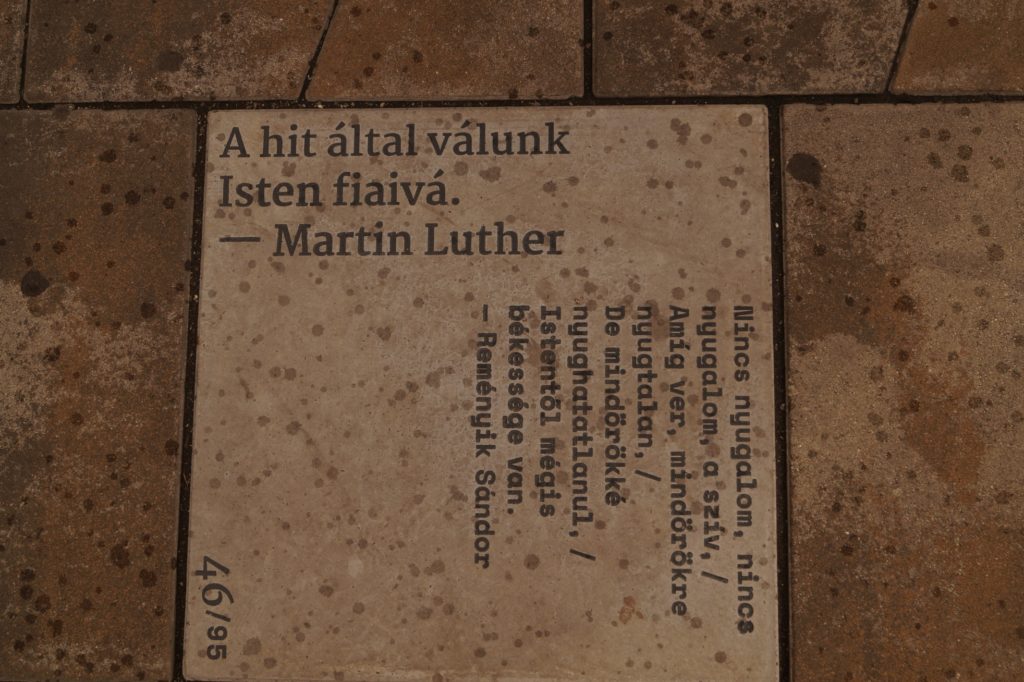 A hit által válunk
Isten fiaivá.
— Martin Luther
Nincs nyugalom, nincs
nyugalom, a szív, /
Amíg ver, mindörökre
nyugtalan, /
De mindörökké
nyughatatlanul, /
Istentől mégis
békessége van.
— Reményik Sándor
46/95